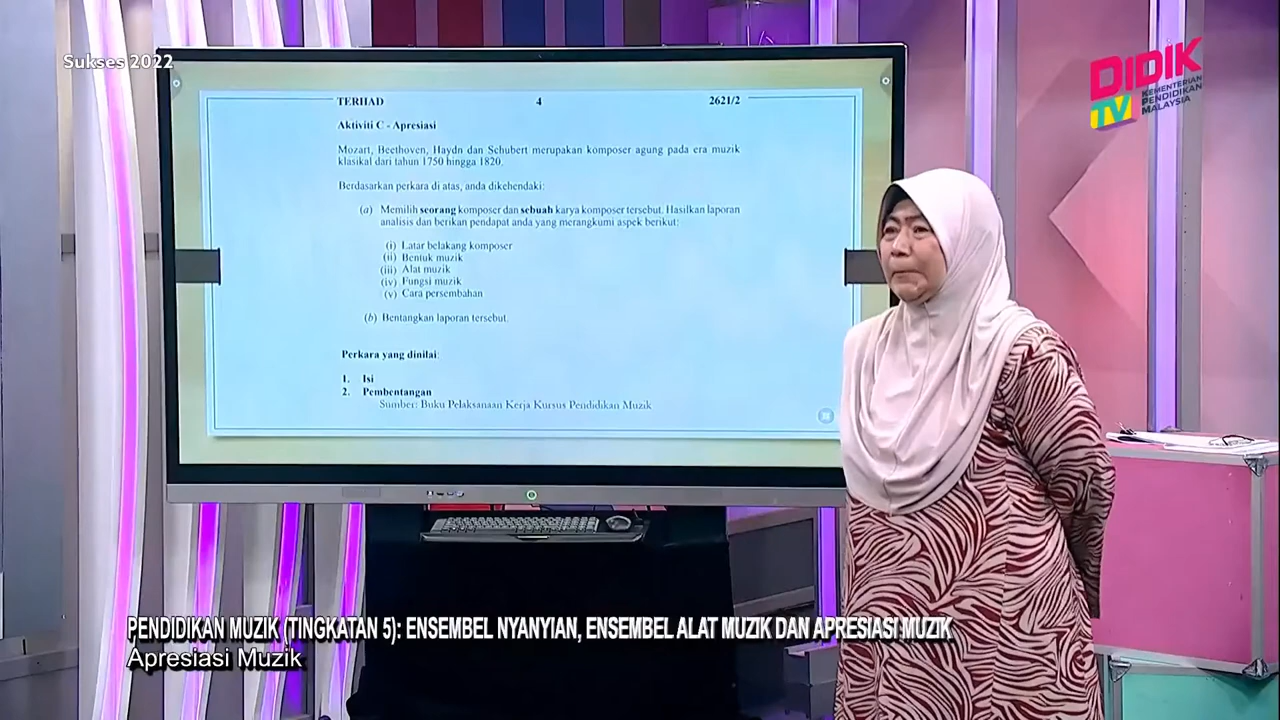 Sukses 2022
DIDIK
TV
KEMENTERIAN
PENDIDIKAN
MALAYSIA
TERHAD 4 2621/2
Aktiviti C - Apresiasi
Mozart, Beethoven, Haydn dan Schubert merupakan komposer agung pada era muzik
klasikal dari tahun 1750 hingga 1820.
Berdasarkan perkara di atas, anda dikehendaki:
(a) Memilih seorang komposer dan sebuah karya komposer tersebut. Hasilkan laporan
analisis dan berikan pendapat anda yang merangkumi aspek berikut:
(i) Latar belakang komposer
(ii) Bentuk muzik
(iii) Alat muzik
(iv) Fungsi muzik
(v) Cara persembahan
(b) Bentangkan laporan tersebut.
Perkara yang dinilai:
1. Isi
2. Pembentangan
Sumber: Buku Pelaksanaan Kerja Kursus Pendidikan Muzik
PENDIDIKAN MUZIK (TINGKATAN 5): ENSEMBEL NYANYIAN, ENSEMBEL ALAT MUZIK DAN APRESIASI MUZIK
Apresiasi Muzik